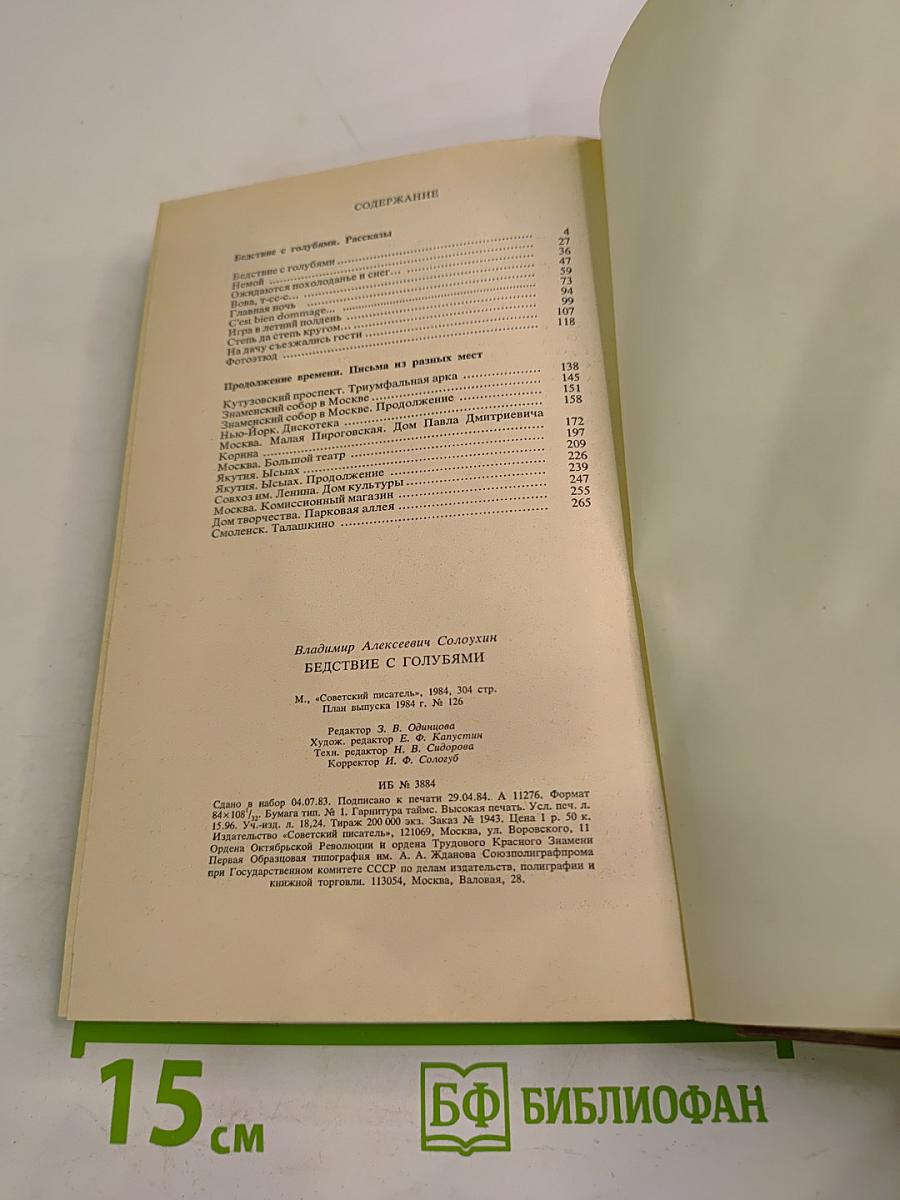 СОДЕРЖАНИЕ
Бедствие с голубями. Рассказы
Бедствие с голубями 4
Немой 27
Ожидаются похолоданье и снег... 36
Вова, т-сс-с... 47
Главная ночь 59
C'est bien dommage... 73
Игра в летний полдень 94
Степь да степь кругом... 99
На дачу съезжались гости 107
Фотоэтюд 118
Продолжение времени. Письма из разных мест
Кутузовский проспект. Триумфальная арка 138
Знаменский собор в Москве 145
Знаменский собор в Москве. Продолжение 151
Нью-Йорк. Дискотека 158
Москва. Малая Пироговская. Дом Павла Дмитриевича
Корина 172
Москва. Большой театр 197
Якутия. Ысыах 209
Якутия. Ысыах. Продолжение 226
Совхоз им. Ленина. Дом культуры 239
Москва. Комиссионный магазин 247
Дом творчества. Парковая аллея 255
Смоленск. Талашкино 265
Владимир Алексеевич Солоухин
БЕДСТВИЕ С ГОЛУБЯМИ
М., «Советский писатель», 1984, 304 стр.
План выпуска 1984 г. № 126
Редактор З. В. Одинцова
Худож. редактор Е. Ф. Капустин
Техн. редактор Н. В. Сидорова
Корректор И. Ф. Сологуб
ИБ № 3884
Сдано в набор 04.07.83. Подписано к печати 29.04.84. А 11276. Формат
84×108¹/₃₂. Бумага тип. № 1. Гарнитура таймс. Высокая печать. Усл. печ. л.
15.96. Уч.-изд. л. 18,24. Тираж 200 000 экз. Заказ № 1943. Цена 1 р. 50 к.
Издательство «Советский писатель», 121069, Москва, ул. Воровского, 11
Ордена Октябрьской Революции и ордена Трудового Красного Знамени
Первая Образцовая типография им. А. А. Жданова Союзполиграфпрома
при Государственном комитете СССР по делам издательств, полиграфии и
книжной торговли. 113054, Москва, Валовая, 28.
15 см
БФ БИБЛИОФАН